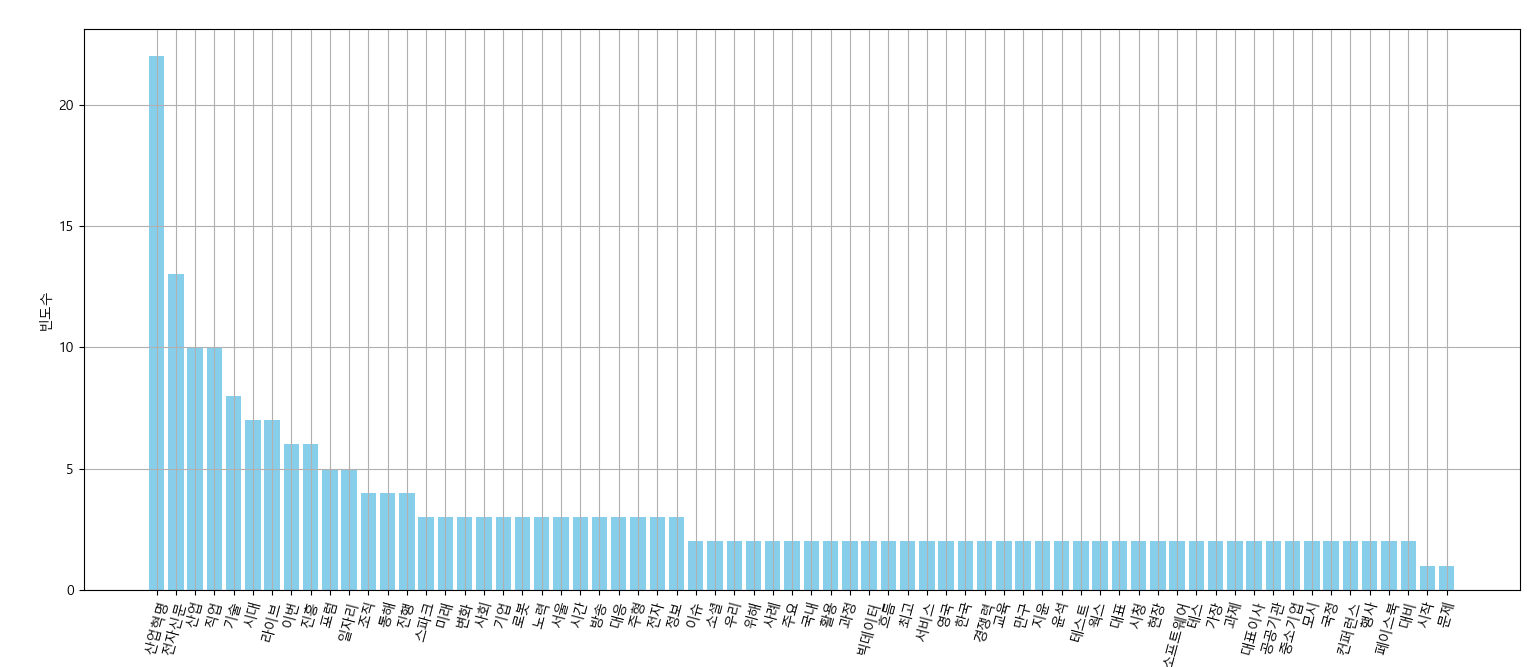 20
15
10
5
0
빈도수
산업혁명
전자신문
산업
직업
기술
시대
라이브
이번
진흥
포럼
일자리
조직
통해
진행
스파크
미래
변화
사회
기업
로봇
노력
서울
시간
방송
대응
주형
전자
정보
이슈
소셜
우리
위해
사례
주요
국내
활용
과정
빅데이터
흐름
최고
서비스
영국
한국
경쟁력
교육
만구
지윤
윤석
테스트
웍스
대표
시청
현장
소프트웨어
테스
가장
과제
대표이사
공공기관
중소기업
모시
국정
컨퍼런스
행사
페이스북
대비
시작
문제